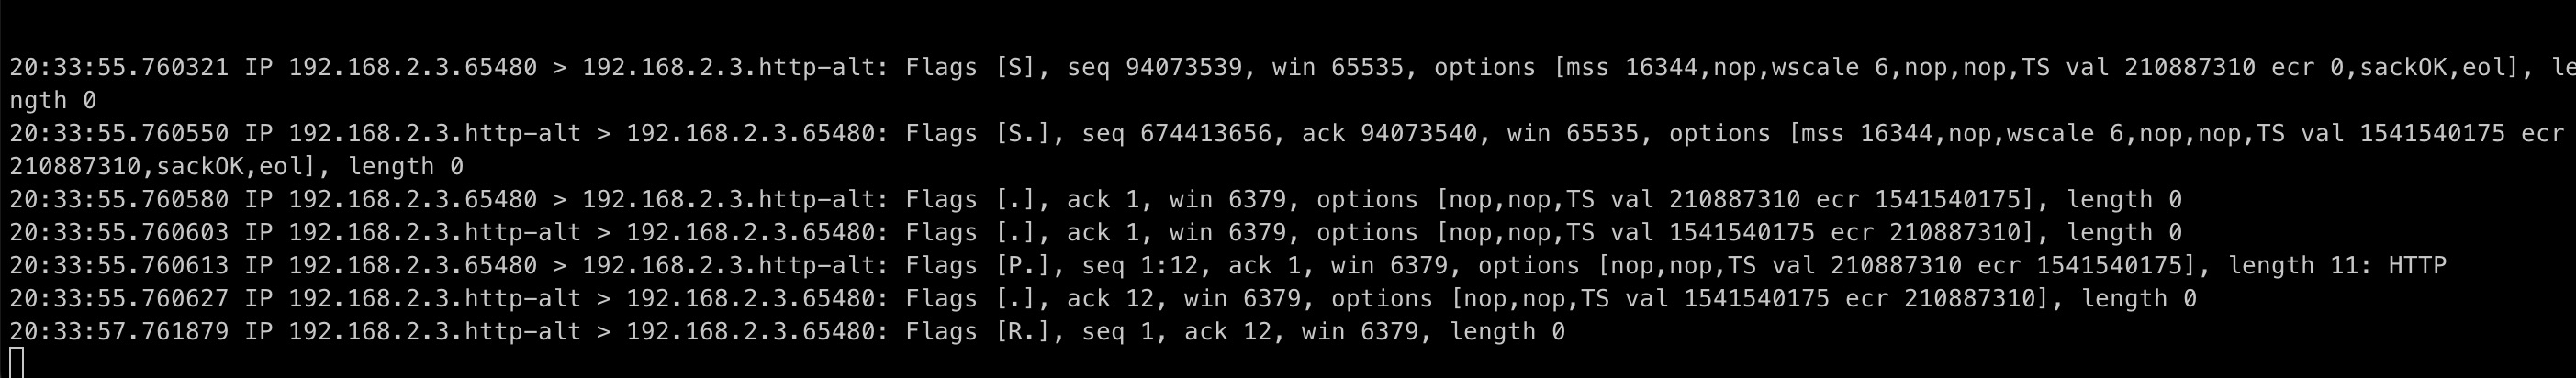 20:33:55.760321 IP 192.168.2.3.65480 > 192.168.2.3.http-alt: Flags [S], seq 94073539, win 65535, options [mss 16344,nop,wscale 6,nop,nop,TS val 210887310 ecr 0,sackOK,eol], le
ngth 0
20:33:55.760550 IP 192.168.2.3.http-alt > 192.168.2.3.65480: Flags [S.], seq 674413656, ack 94073540, win 65535, options [mss 16344,nop,wscale 6,nop,nop,TS val 1541540175 ecr
210887310,sackOK,eol], length 0
20:33:55.760580 IP 192.168.2.3.65480 > 192.168.2.3.http-alt: Flags [.], ack 1, win 6379, options [nop,nop,TS val 210887310 ecr 1541540175], length 0
20:33:55.760603 IP 192.168.2.3.http-alt > 192.168.2.3.65480: Flags [.], ack 1, win 6379, options [nop,nop,TS val 1541540175 ecr 210887310], length 0
20:33:55.760613 IP 192.168.2.3.65480 > 192.168.2.3.http-alt: Flags [P.], seq 1:12, ack 1, win 6379, options [nop,nop,TS val 210887310 ecr 1541540175], length 11: HTTP
20:33:55.760627 IP 192.168.2.3.http-alt > 192.168.2.3.65480: Flags [.], ack 12, win 6379, options [nop,nop,TS val 1541540175 ecr 210887310], length 0
20:33:57.761879 IP 192.168.2.3.http-alt > 192.168.2.3.65480: Flags [R.], seq 1, ack 12, win 6379, length 0